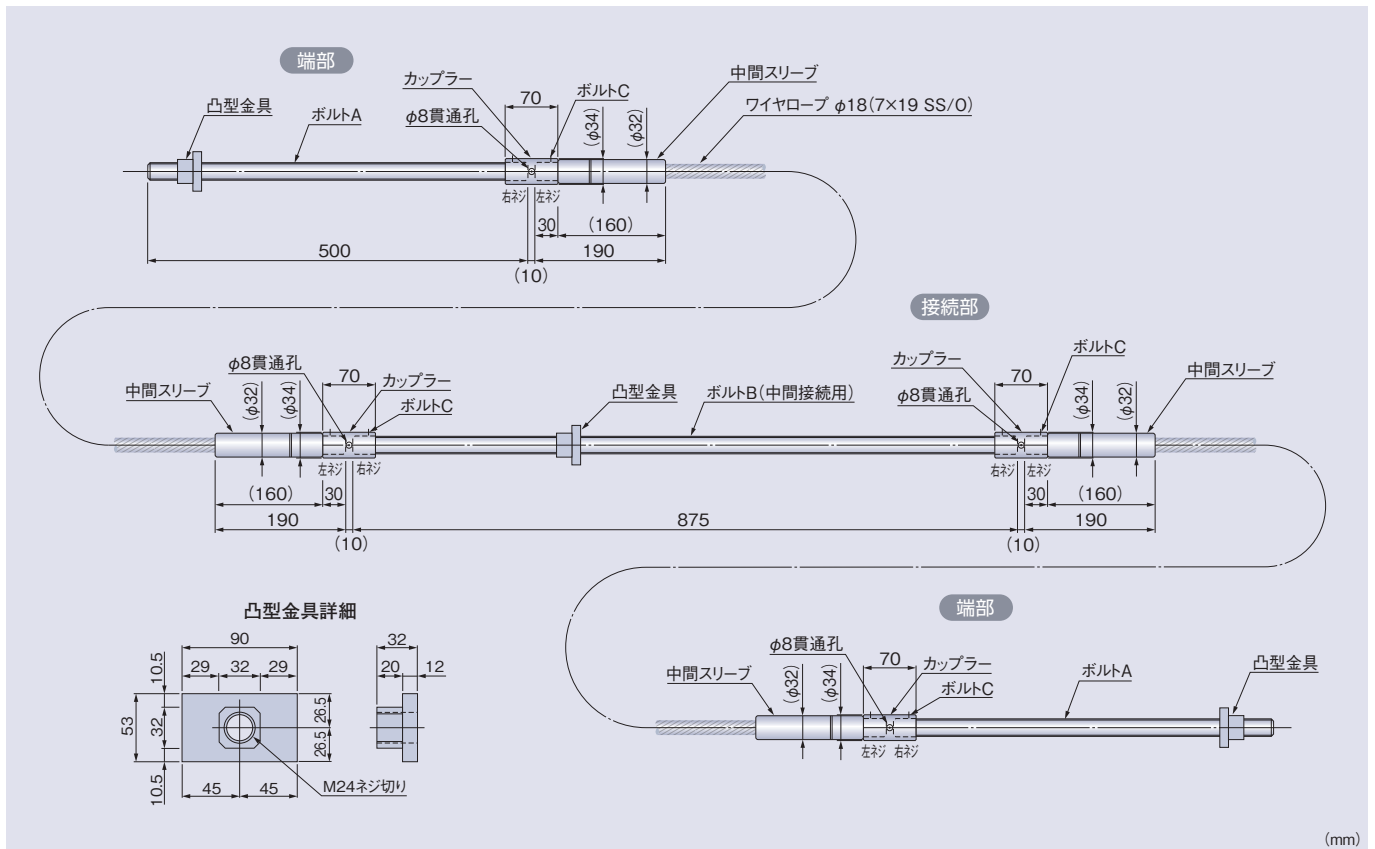 端部
カップラー
中間スリーブ
70
ボルトC
ワイヤロープ φ18(7×19 SS/O)
凸型金具
ボルトA
φ8貫通孔
(φ34)
(φ32)
右ネジ
左ネジ
30
(160)
500
190
(10)
接続部
φ8貫通孔
70
カップラー
中間スリーブ
(φ32)
(φ34)
ボルトC
凸型金具
ボルトB(中間接続用)
カップラー
70
ボルトC
φ8貫通孔
(φ34)
(φ32)
中間スリーブ
左ネジ
右ネジ
右ネジ
左ネジ
(160)
30
30
(160)
190
875
190
(10)
(10)
端部
φ8貫通孔
70
カップラー
凸型金具
中間スリーブ
(φ32)
(φ34)
ボルトC
ボルトA
左ネジ
右ネジ
凸型金具詳細
90
32
29
32
29
20
12
10.5
53
32
26.5
26.5
10.5
45
45
M24ネジ切り
(mm)